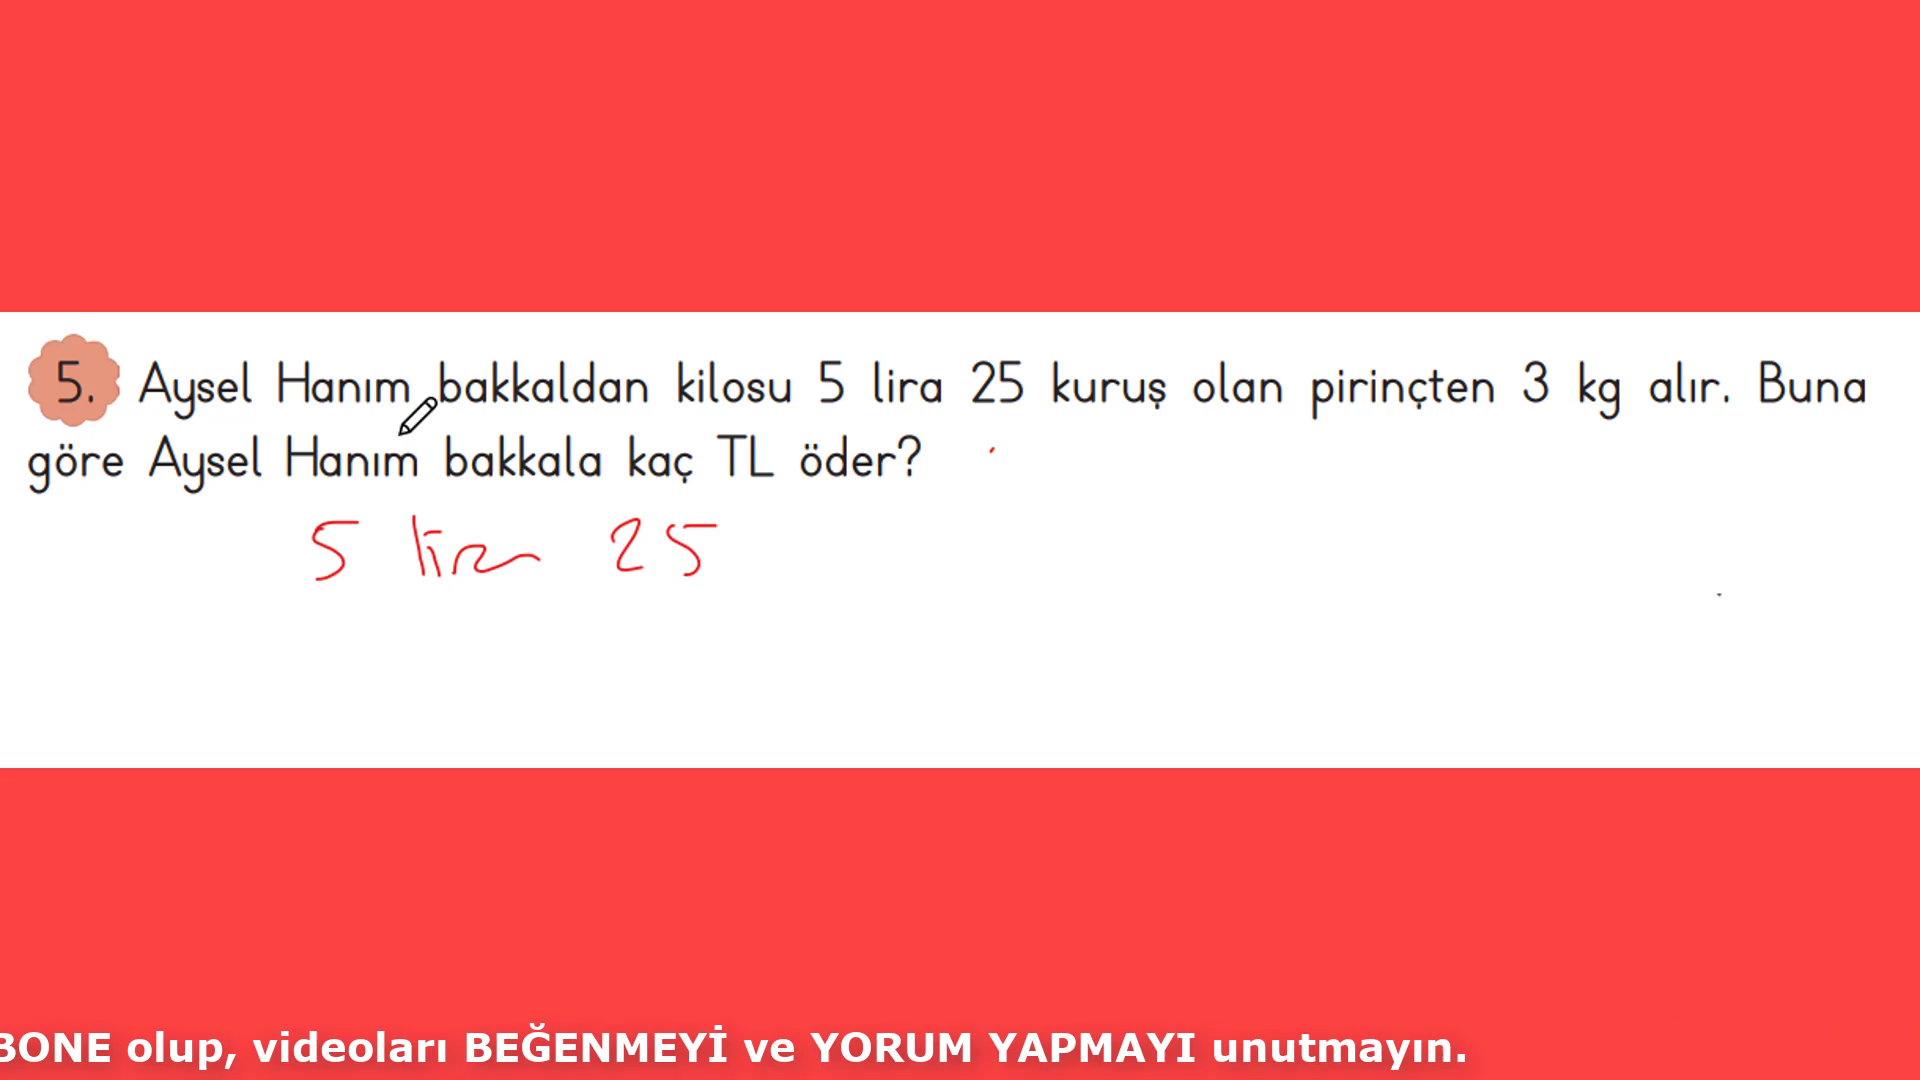 5. Aysel Hanım bakkaldan kilosu 5 lira 25 kuruş olan pirinçten 3 kg alır. Buna
göre Aysel Hanım bakkala kaç TL öder?
5 lira 25
BONE olup, videoları BEĞENMEYİ ve YORUM YAPMAYI unutmayın.